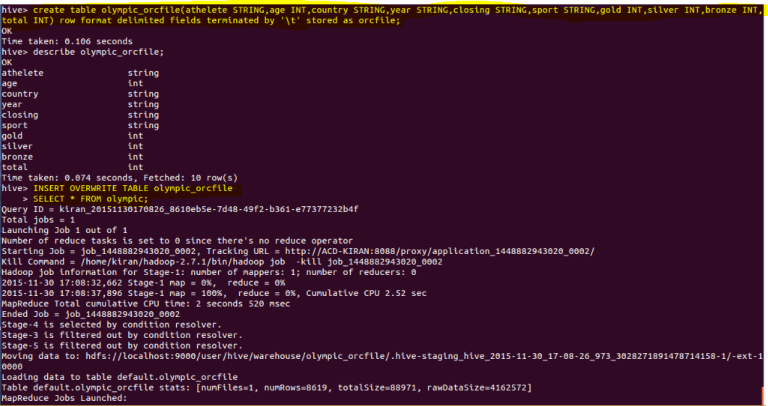 hive> create table olympic_orcfile(athelete STRING,age INT,country STRING,year STRING,closing STRING,sport STRING,gold INT,silver INT,bronze INT,
total INT) row format delimited fields terminated by '\t' stored as orcfile;
OK
Time taken: 0.106 seconds
hive> describe olympic_orcfile;
OK
athelete string
age int
country string
year string
closing string
sport string
gold int
silver int
bronze int
total int
Time taken: 0.074 seconds, Fetched: 10 row(s)
hive> INSERT OVERWRITE TABLE olympic_orcfile
> SELECT * FROM olympic;
Query ID = kiran_20151130170826_8610eb5e-7d48-49f2-b361-e77377232b4f
Total jobs = 1
Launching Job 1 out of 1
Number of reduce tasks is set to 0 since there's no reduce operator
Starting Job = job_1448882943020_0002, Tracking URL = http://ACD-KIRAN:8088/proxy/application_1448882943020_0002/
Kill Command = /home/kiran/hadoop-2.7.1/bin/hadoop job  -kill job_1448882943020_0002
Hadoop job information for Stage-1: number of mappers: 1; number of reducers: 0
2015-11-30 17:08:32,662 Stage-1 map = 0%,  reduce = 0%
2015-11-30 17:08:37,896 Stage-1 map = 100%,  reduce = 0%, Cumulative CPU 2.52 sec
MapReduce Total cumulative CPU time: 2 seconds 520 msec
Ended Job = job_1448882943020_0002
Stage-4 is selected by condition resolver.
Stage-3 is filtered out by condition resolver.
Stage-5 is filtered out by condition resolver.
Moving data to: hdfs://localhost:9000/user/hive/warehouse/olympic_orcfile/.hive-staging_hive_2015-11-30_17-08-26_973_3028271891478714158-1/-ext-1
0000
Loading data to table default.olympic_orcfile
Table default.olympic_orcfile stats: [numFiles=1, numRows=8619, totalSize=88971, rawDataSize=4162572]
MapReduce Jobs Launched: